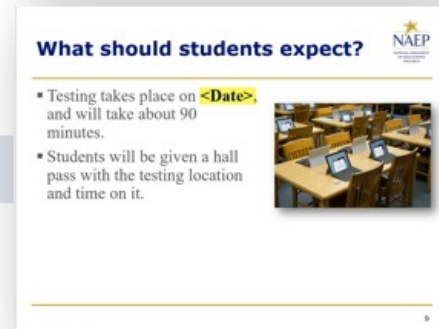 What should students expect?
NAEP
▪ Testing takes place on <Date>,
and will take about 90
minutes.
▪ Students will be given a hall
pass with the testing location
and time on it.
9